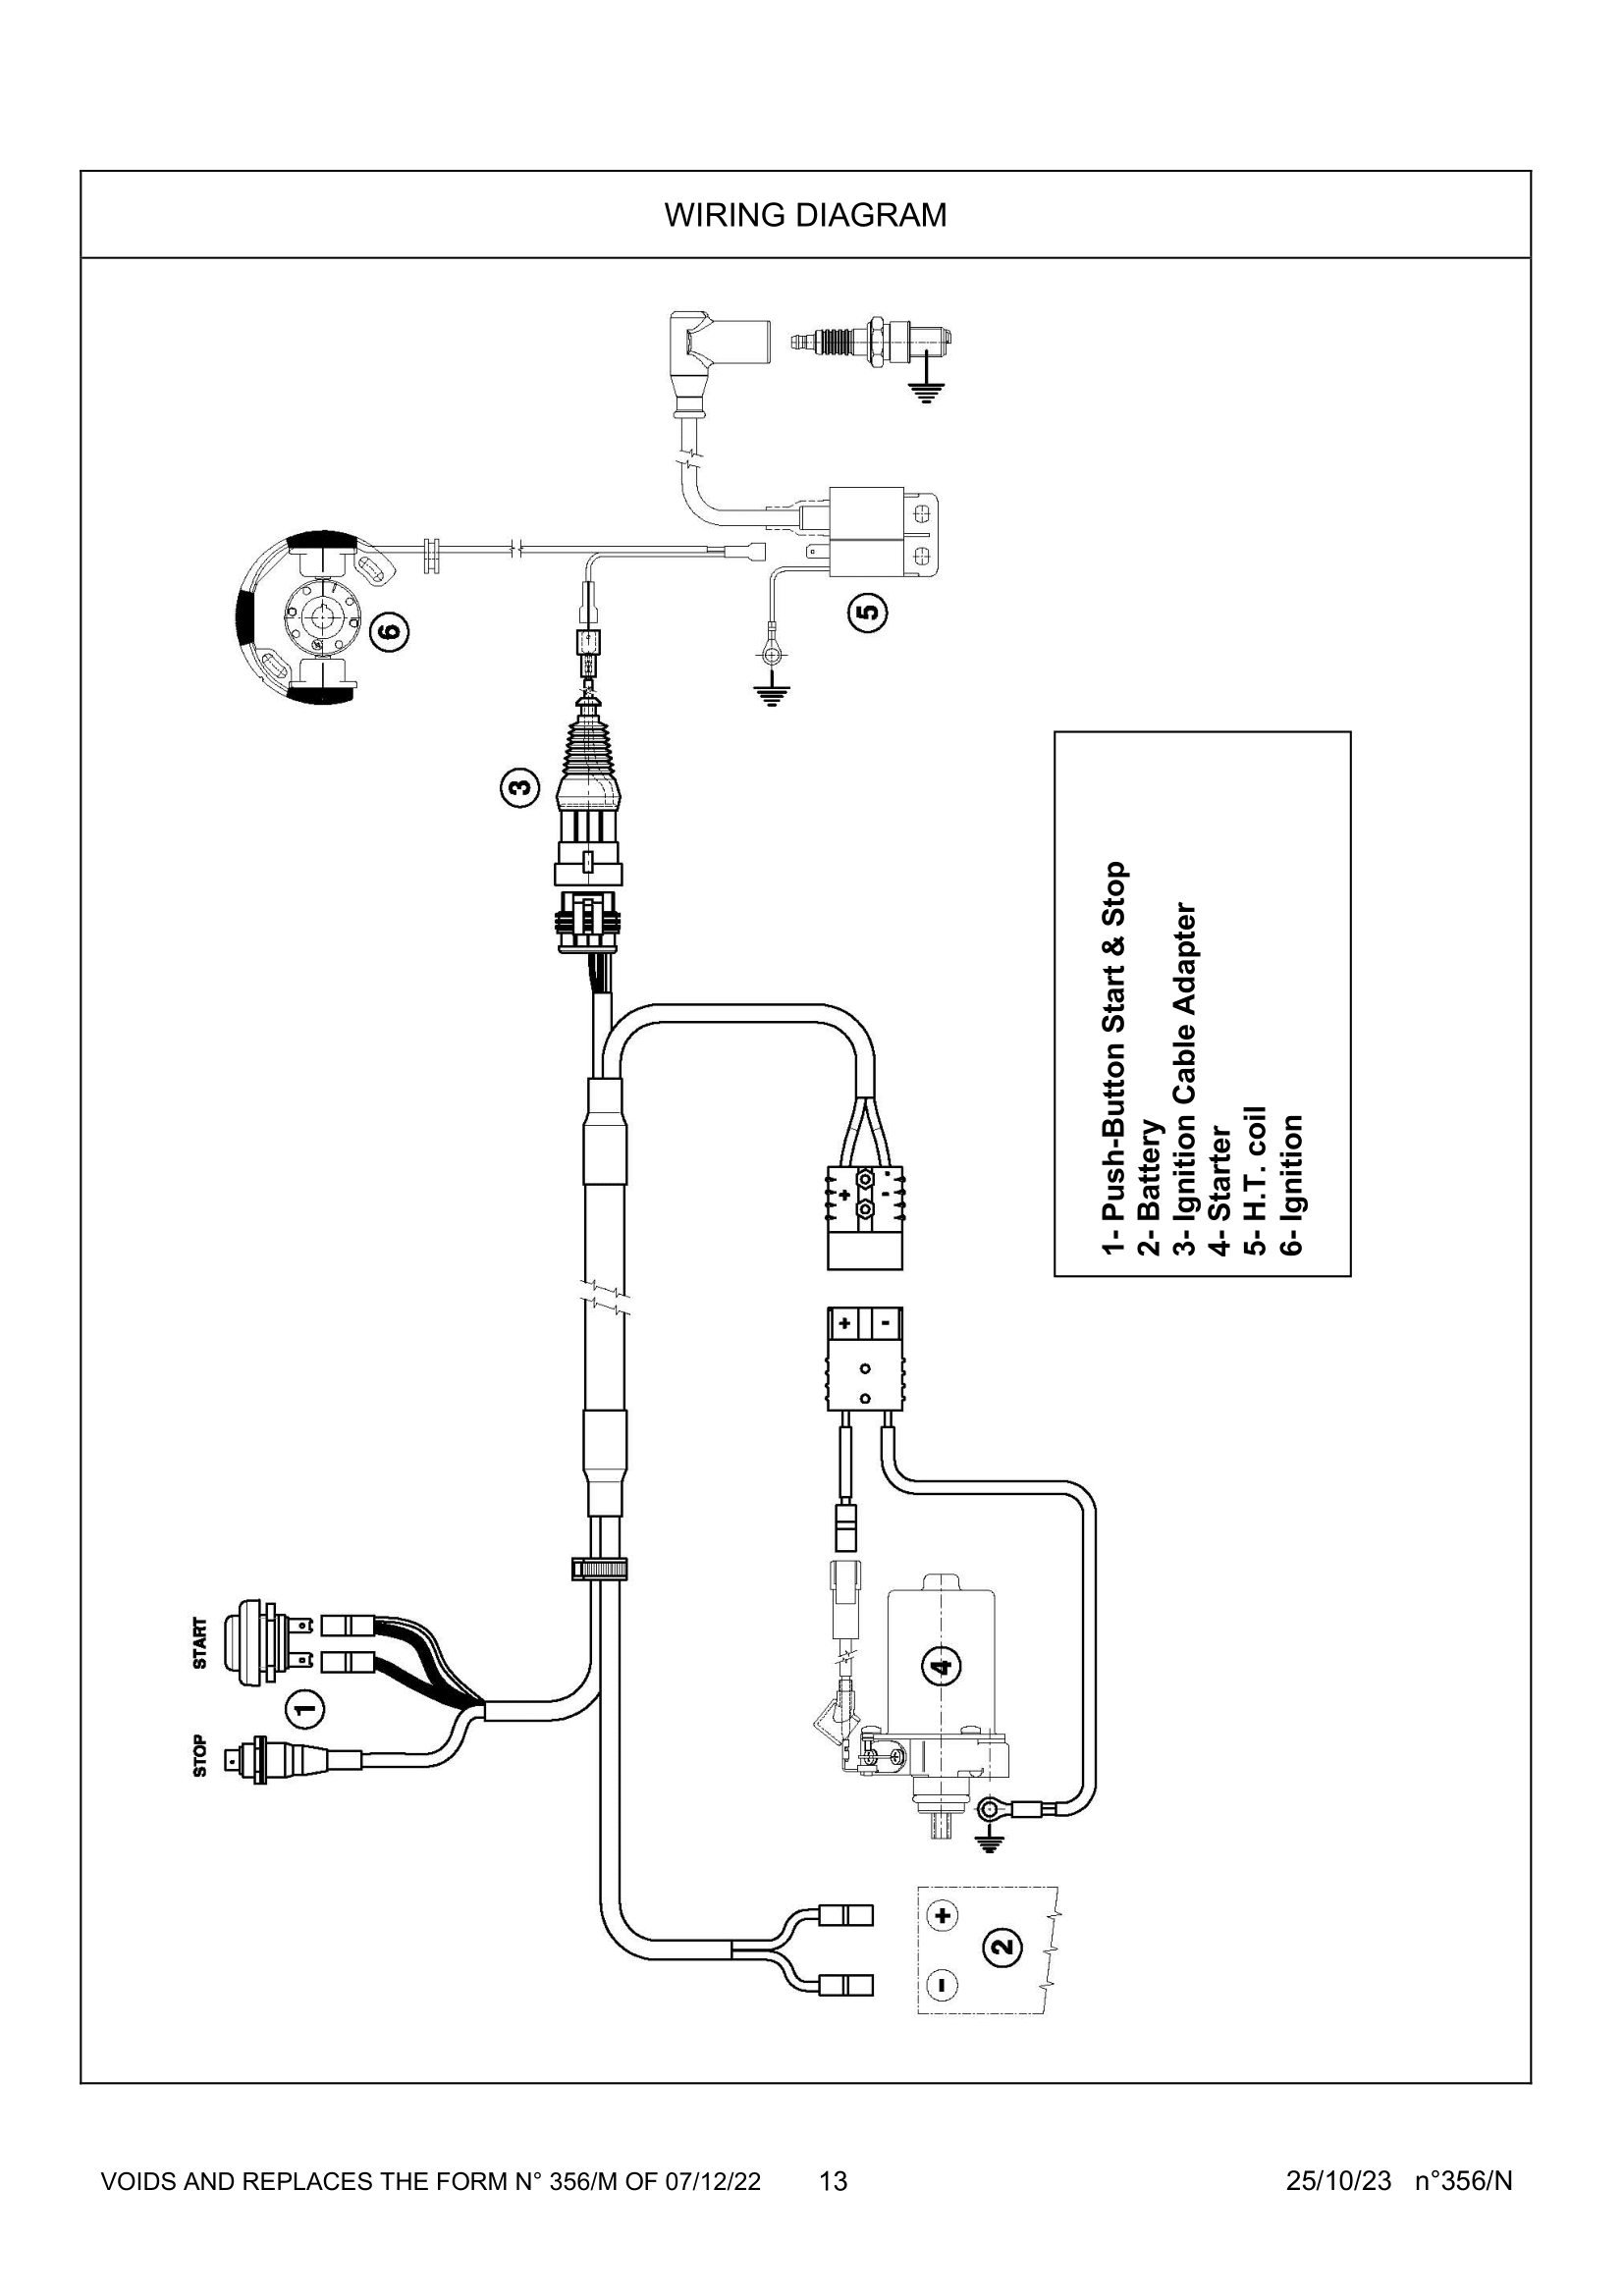 WIRING DIAGRAM
6
5
3
+ -
+ -
1- Push-Button Start & Stop
2- Battery
3- Ignition Cable Adapter
4- Starter
5- H.T. coil
6- Ignition
START
1
STOP
4
+
2
-
VOIDS AND REPLACES THE FORM N° 356/M OF 07/12/22 13 25/10/23 n°356/N